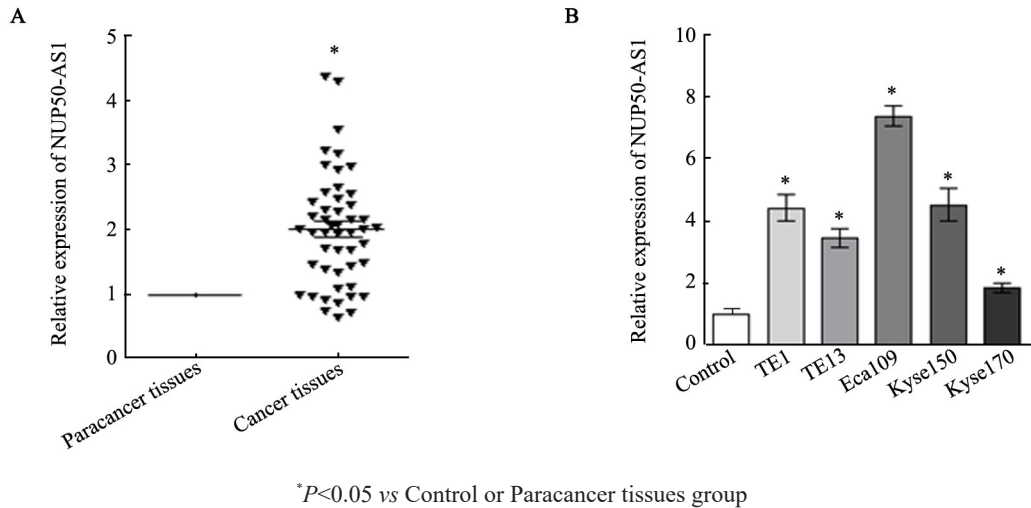 A
Relative expression of NUP50-AS1
5
4
3
2
1
0
*
Paracancer tissues
Cancer tissues
B
Relative expression of NUP50-AS1
10
8
6
4
2
0
*
*
*
*
*
Control
TE1
TE13
Eca109
Kyse150
Kyse170
*P<0.05 vs Control or Paracancer tissues group